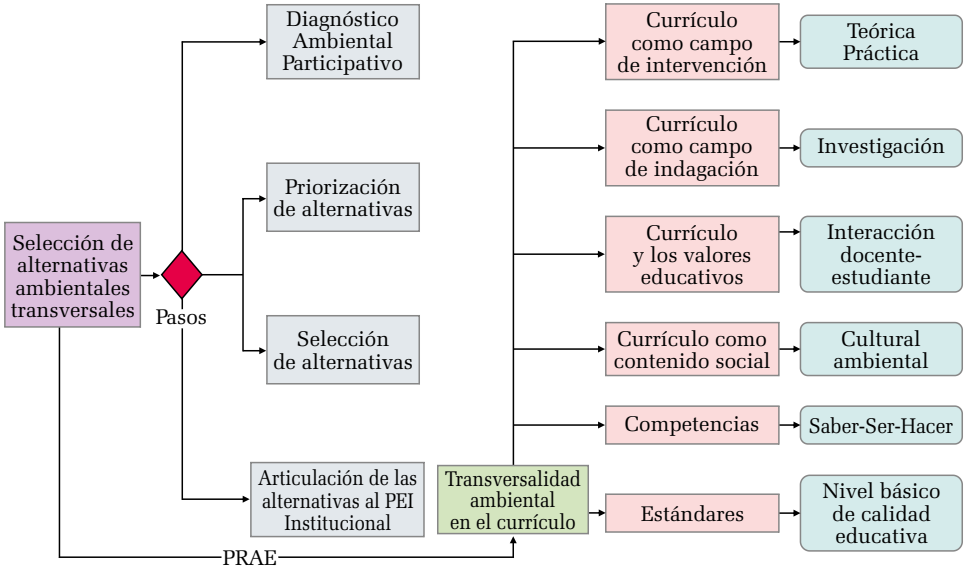 Selección de
alternativas
ambientales
transversales
Pasos
Diagnóstico
Ambiental
Participativo
Priorización
de alternativas
Selección
de alternativas
Articulación de las
alternativas al PEI
Institucional
PRAE
Transversalidad
ambiental
en el currículo
Currículo
como campo
de intervención
Teórica
Práctica
Currículo
como campo
de indagación
Investigación
Currículo
y los valores
educativos
Interacción
docente-
estudiante
Currículo como
contenido social
Cultural
ambiental
Competencias
Saber-Ser-Hacer
Estándares
Nivel básico
de calidad
educativa